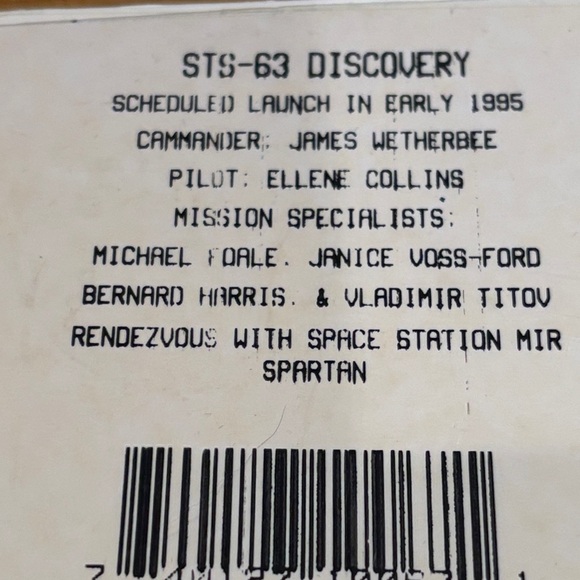 STS-63 DISCOVERY
SCHEDULED LAUNCH IN EARLY 1995
CAMMANDER: JAMES WETHERBEE
PILOT: ELLENE COLLINS
MISSION SPECIALISTS:
MICHAEL FOALE. JANICE VOSS-FORD
BERNARD HARRIS. & VLADIMIR TITOV
RENDEZVOUS WITH SPACE STATION MIR
SPARTAN